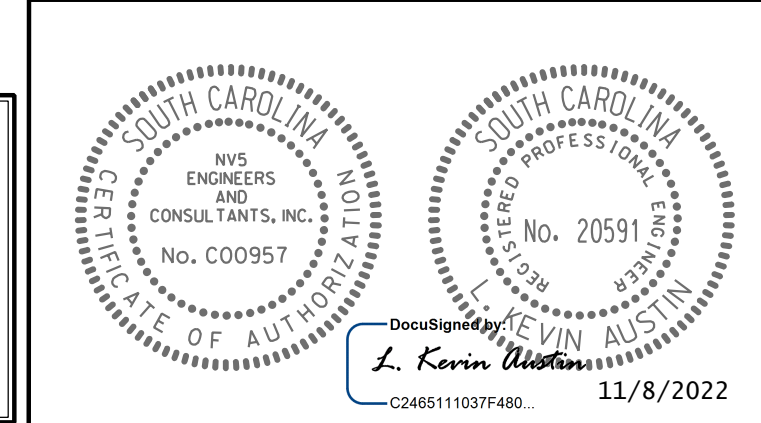 SOUTH CAROLINA
NV5
ENGINEERS
AND
CONSULTANTS, INC.
No. C00957
CERTIFICATE OF AUTHORIZATION
SOUTH CAROLINA
REGISTERED PROFESSIONAL ENGINEER
No. 20591
L. KEVIN AUSTIN
DocuSigned by:
L. Kevin Austin
C2465111037F480...
11/8/2022